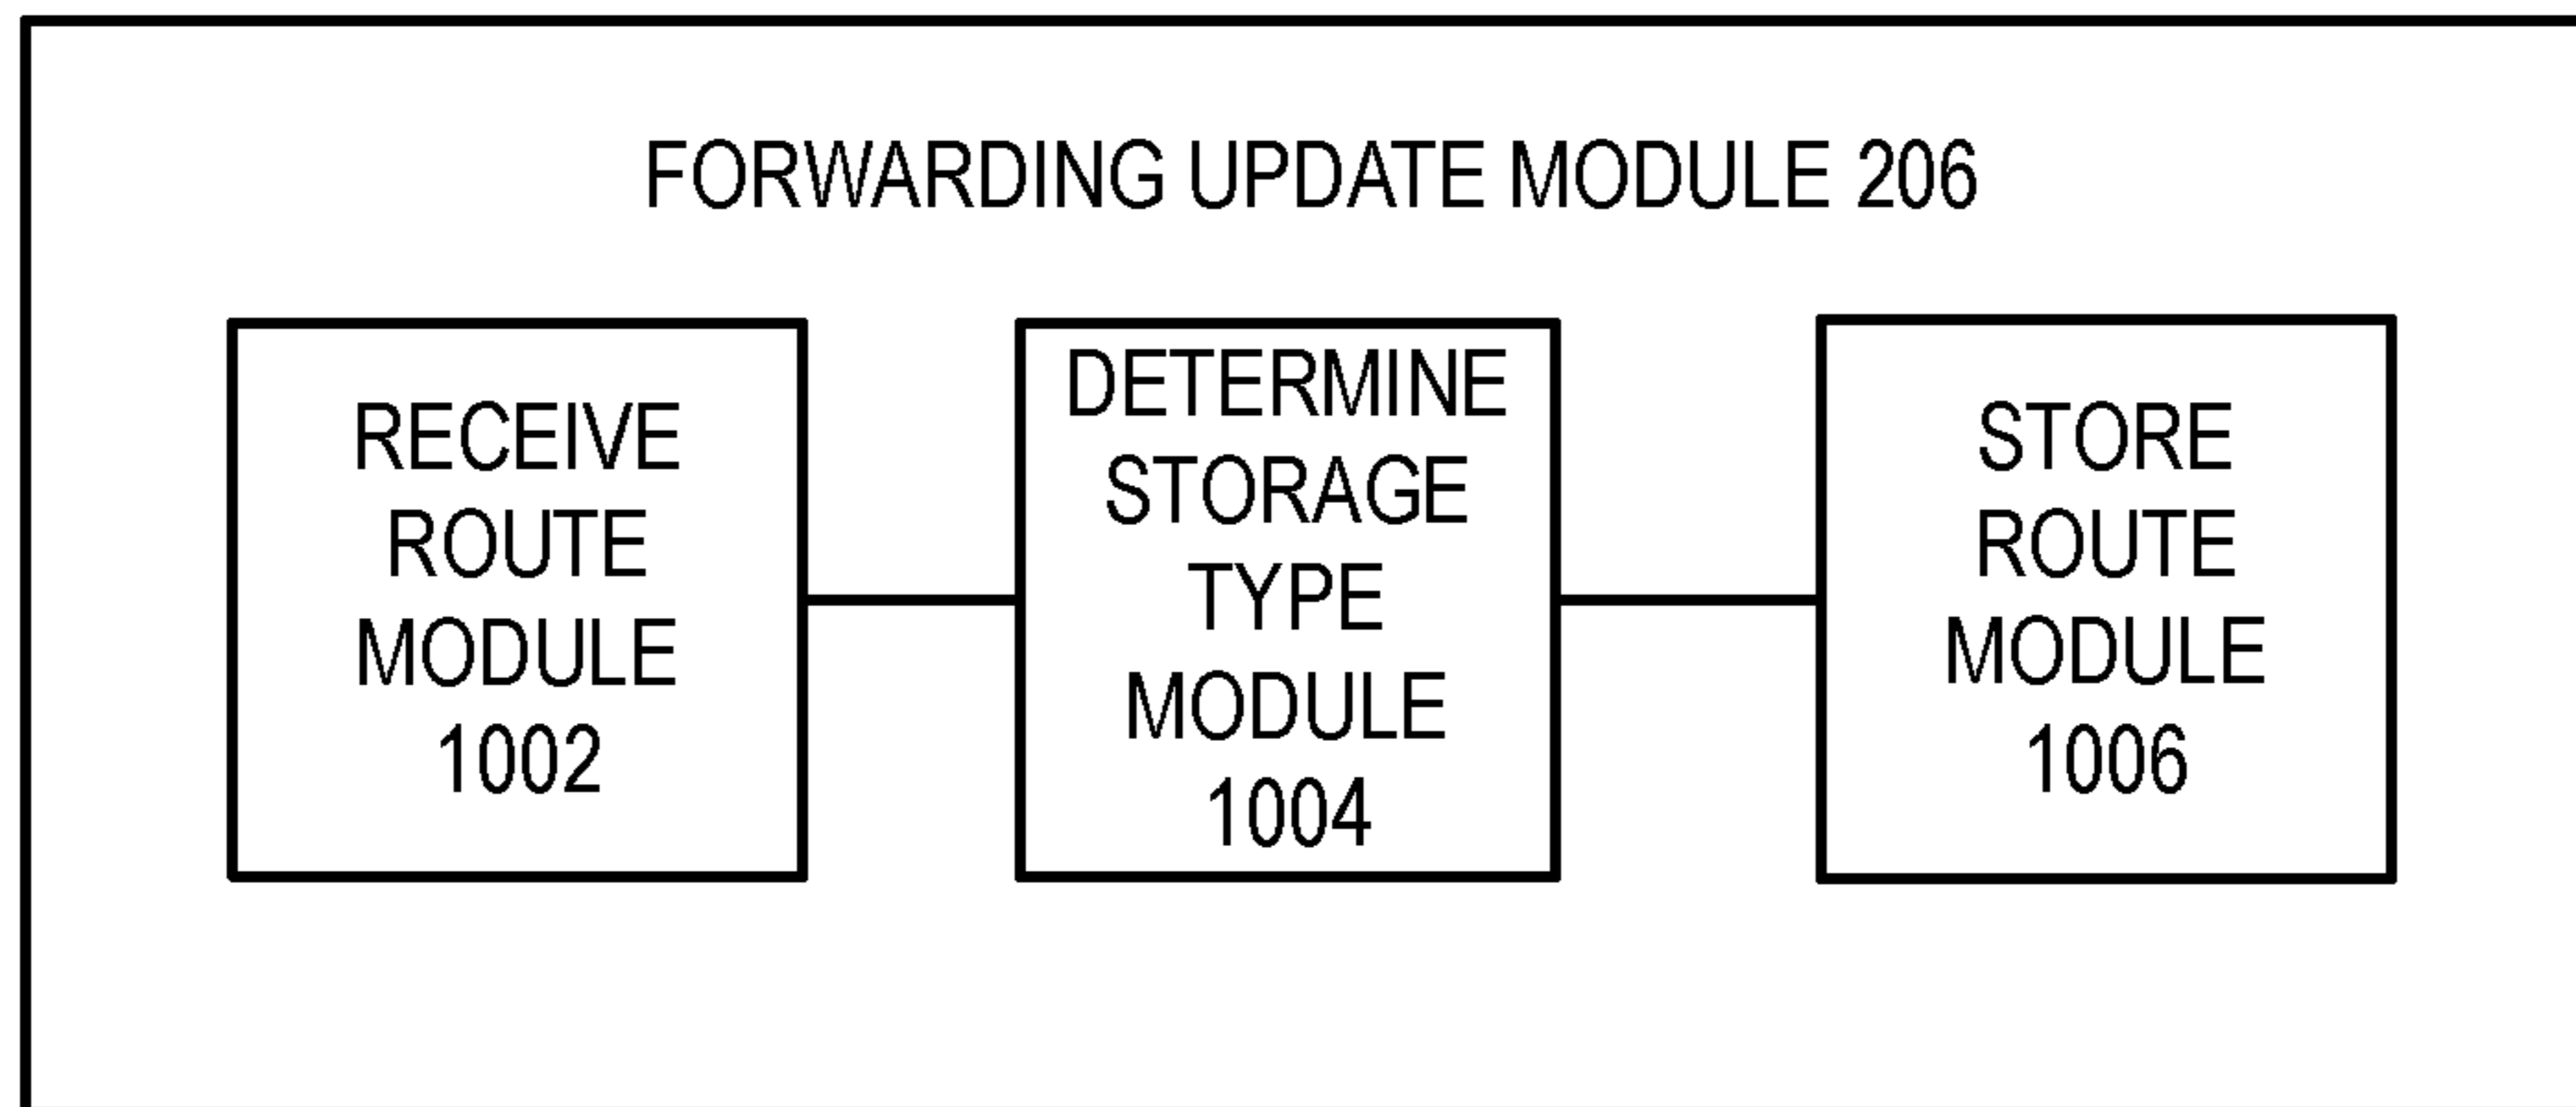 FORWARDING UPDATE MODULE 206
RECEIVE
ROUTE
MODULE
1002
DETERMINE
STORAGE
TYPE
MODULE
1004
STORE
ROUTE
MODULE
1006